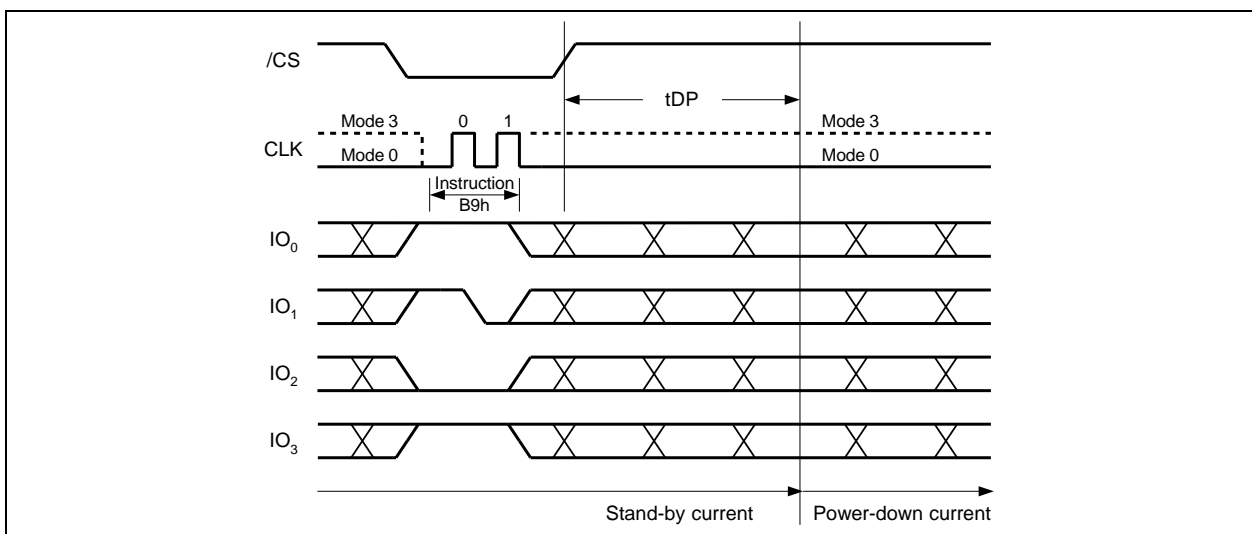 /CS
tDP
Mode 3 0 1 Mode 3
CLK
Mode 0 Mode 0
Instruction
B9h
IO0
IO1
IO2
IO3
Stand-by current Power-down current